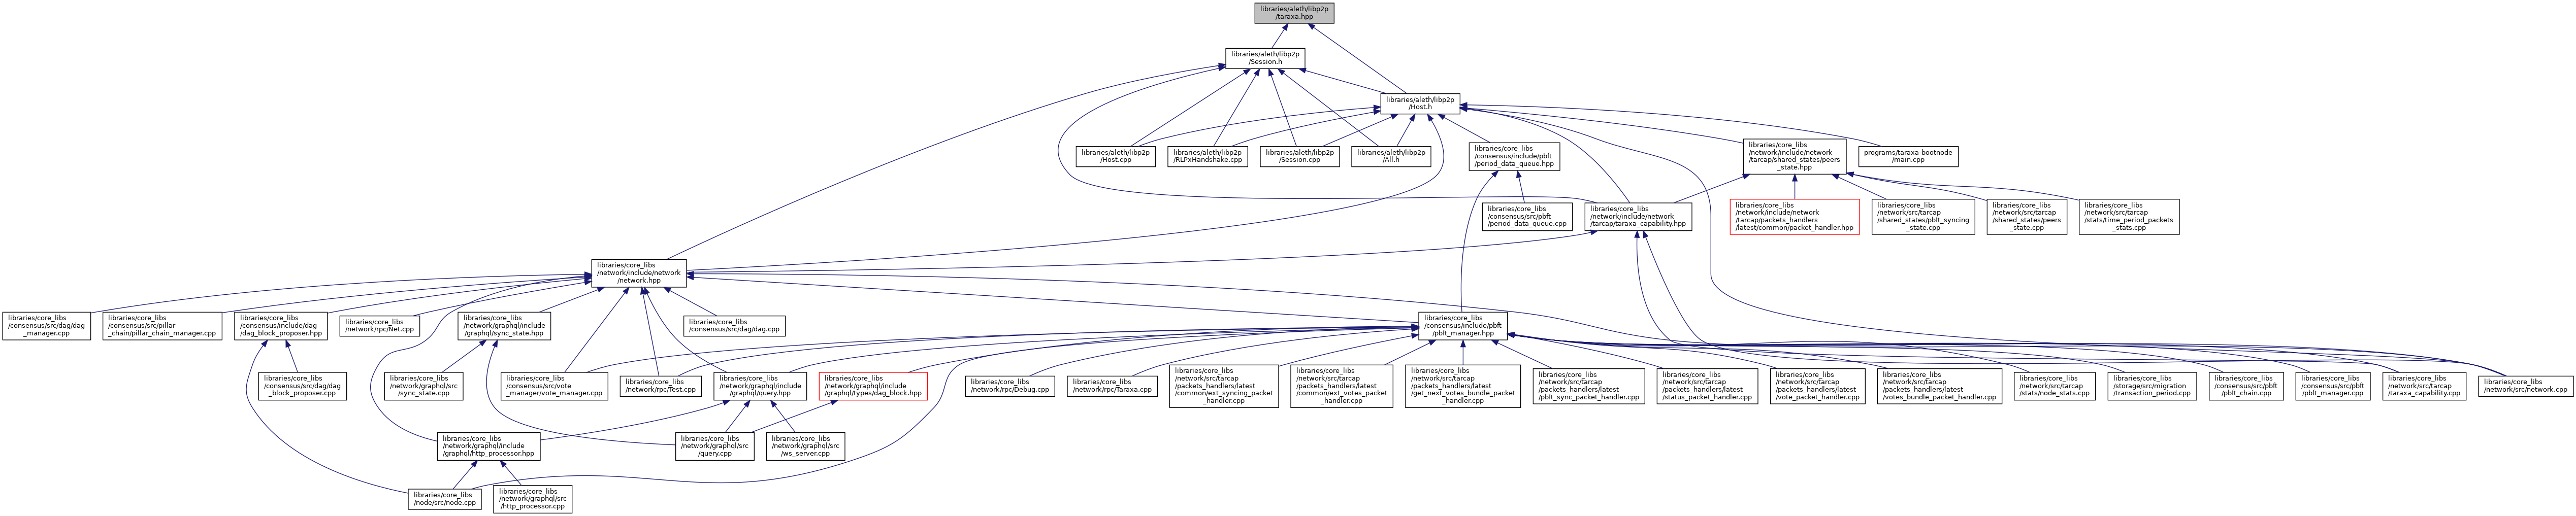 libraries/aleth/libp2p
/taraxa.hpp
libraries/aleth/libp2p
/Session.h
libraries/aleth/libp2p
/Host.h
libraries/aleth/libp2p
/Host.cpp
libraries/aleth/libp2p
/RLPxHandshake.cpp
libraries/aleth/libp2p
/Session.cpp
libraries/aleth/libp2p
/All.h
libraries/core_libs
/consensus/include/pbft
/period_data_queue.hpp
libraries/core_libs
/network/include/network
/tarcap/shared_states/peers
_state.hpp
programs/taraxa-bootnode
/main.cpp
libraries/core_libs
/consensus/src/pbft
/period_data_queue.cpp
libraries/core_libs
/network/include/network
/tarcap/taraxa_capability.hpp
libraries/core_libs
/network/include/network
/tarcap/packets_handlers
/latest/common/packet_handler.hpp
libraries/core_libs
/network/src/tarcap
/shared_states/pbft_syncing
_state.cpp
libraries/core_libs
/network/src/tarcap
/shared_states/peers
_state.cpp
libraries/core_libs
/network/src/tarcap
/stats/time_period_packets
_stats.cpp
libraries/core_libs
/network/include/network
/network.hpp
libraries/core_libs
/consensus/src/dag/dag
_manager.cpp
libraries/core_libs
/consensus/src/pillar
_chain/pillar_chain_manager.cpp
libraries/core_libs
/consensus/include/dag
/dag_block_proposer.hpp
libraries/core_libs
/network/rpc/Net.cpp
libraries/core_libs
/network/graphql/include
/graphql/sync_state.hpp
libraries/core_libs
/consensus/src/dag/dag.cpp
libraries/core_libs
/consensus/include/pbft
/pbft_manager.hpp
libraries/core_libs
/consensus/src/dag/dag
_block_proposer.cpp
libraries/core_libs
/network/graphql/src
/sync_state.cpp
libraries/core_libs
/consensus/src/vote
_manager/vote_manager.cpp
libraries/core_libs
/network/rpc/Test.cpp
libraries/core_libs
/network/graphql/include
/graphql/query.hpp
libraries/core_libs
/network/graphql/include
/graphql/types/dag_block.hpp
libraries/core_libs
/network/rpc/Debug.cpp
libraries/core_libs
/network/rpc/Taraxa.cpp
libraries/core_libs
/network/src/tarcap
/packets_handlers/latest
/common/ext_syncing_packet
_handler.cpp
libraries/core_libs
/network/src/tarcap
/packets_handlers/latest
/common/ext_votes_packet
_handler.cpp
libraries/core_libs
/network/src/tarcap
/packets_handlers/latest
/get_next_votes_bundle_packet
_handler.cpp
libraries/core_libs
/network/src/tarcap
/packets_handlers/latest
/pbft_sync_packet_handler.cpp
libraries/core_libs
/network/src/tarcap
/packets_handlers/latest
/status_packet_handler.cpp
libraries/core_libs
/network/src/tarcap
/packets_handlers/latest
/vote_packet_handler.cpp
libraries/core_libs
/network/src/tarcap
/packets_handlers/latest
/votes_bundle_packet_handler.cpp
libraries/core_libs
/network/src/tarcap
/stats/node_stats.cpp
libraries/core_libs
/storage/src/migration
/transaction_period.cpp
libraries/core_libs
/consensus/src/pbft
/pbft_chain.cpp
libraries/core_libs
/consensus/src/pbft
/pbft_manager.cpp
libraries/core_libs
/network/src/tarcap
/taraxa_capability.cpp
libraries/core_libs
/network/src/network.cpp
libraries/core_libs
/network/graphql/include
/graphql/http_processor.hpp
libraries/core_libs
/network/graphql/src
/query.cpp
libraries/core_libs
/network/graphql/src
/ws_server.cpp
libraries/core_libs
/node/src/node.cpp
libraries/core_libs
/network/graphql/src
/http_processor.cpp